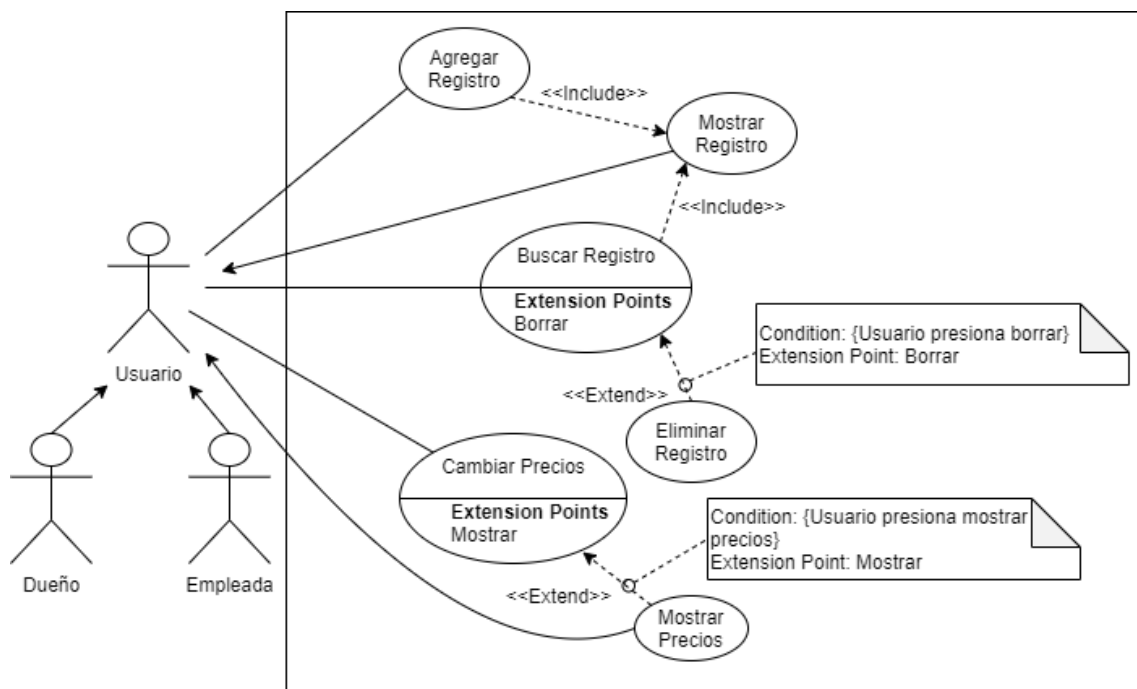 Agregar
Registro
<<Include>>
Mostrar
Registro
<<Include>>
Buscar Registro
Extension Points
Borrar
Condition: {Usuario presiona borrar}
Extension Point: Borrar
<<Extend>>
Eliminar
Registro
Usuario
Cambiar Precios
Extension Points
Mostrar
Condition: {Usuario presiona mostrar
precios}
Extension Point: Mostrar
<<Extend>>
Mostrar
Precios
Dueño
Empleada